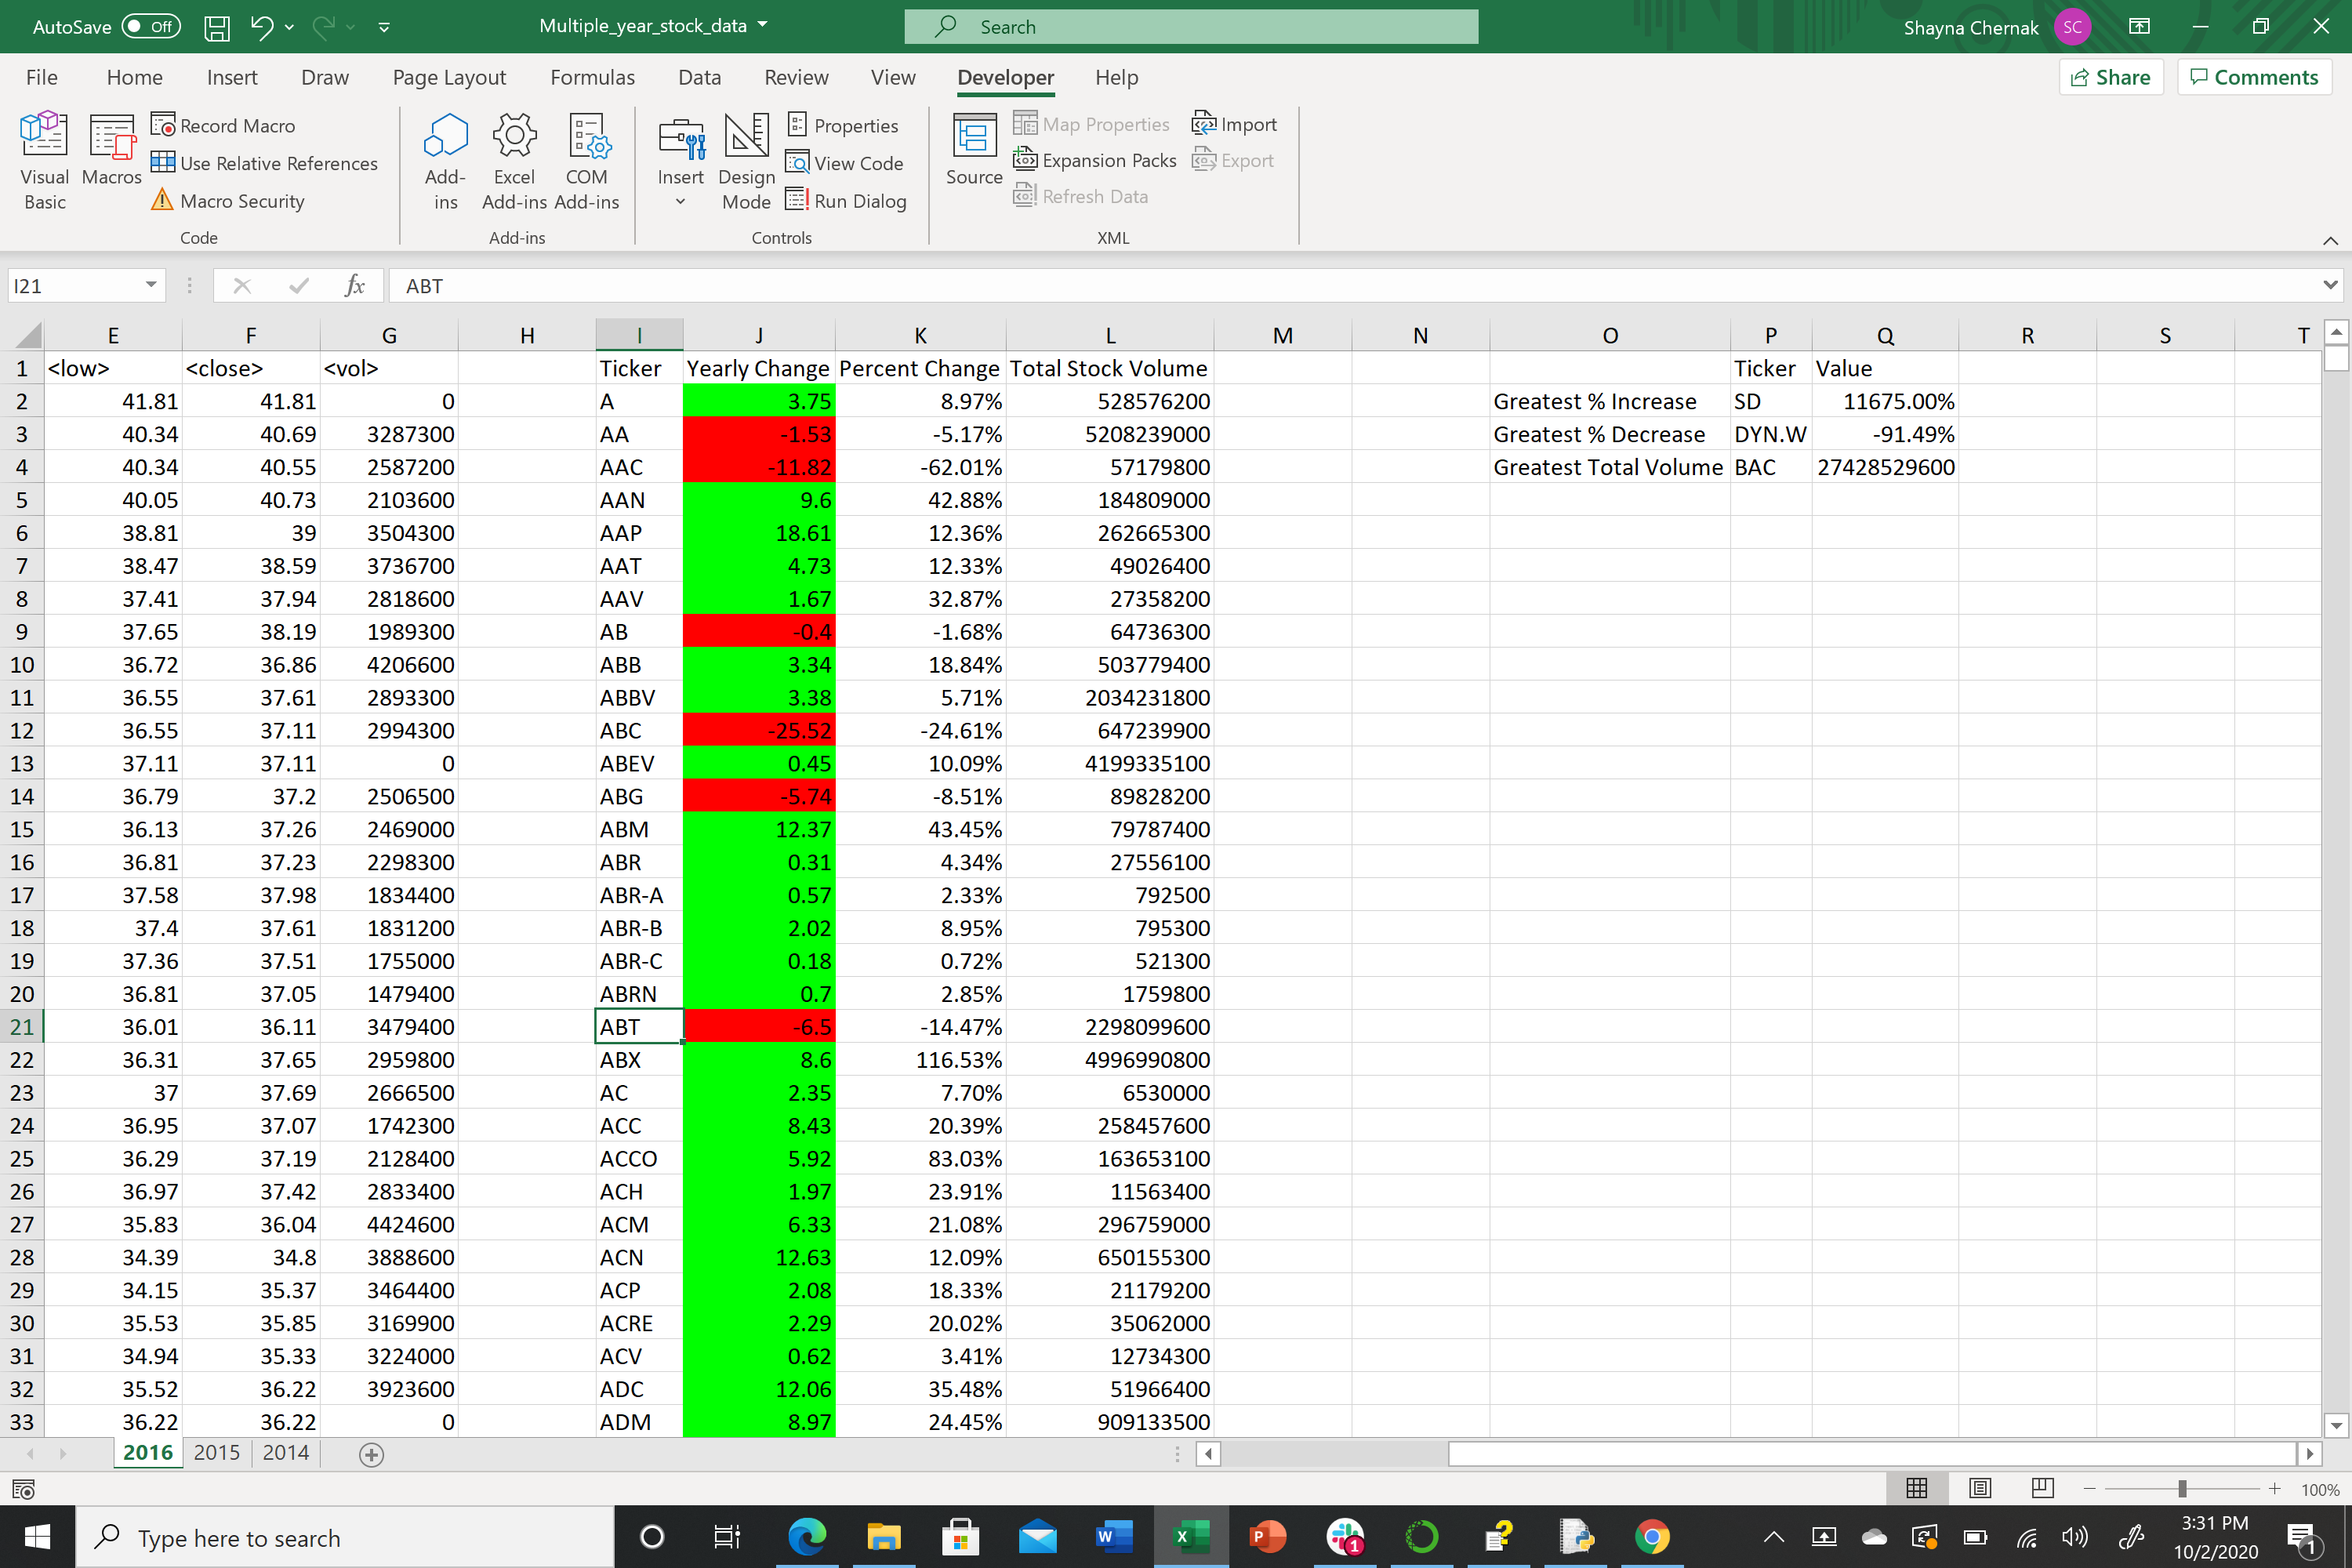 AutoSave Off Multiple_year_stock_data Search Shayna Chernak SC
File Home Insert Draw Page Layout Formulas Data Review View Developer Help Share Comments
Visual Basic Macros Record Macro Use Relative References Macro Security
Add-ins Excel Add-ins COM Add-ins
Insert Design Mode Properties View Code Run Dialog
Source Map Properties Expansion Packs Refresh Data Import Export
Code Add-ins Controls XML
I21 fx ABT
E F G H I J K L M N O P Q R S T
1 <low> <close> <vol> Ticker Yearly Change Percent Change Total Stock Volume Ticker Value
2 41.81 41.81 0 A 3.75 8.97% 528576200 Greatest % Increase SD 11675.00%
3 40.34 40.69 3287300 AA -1.53 -5.17% 5208239000 Greatest % Decrease DYN.W -91.49%
4 40.34 40.55 2587200 AAC -11.82 -62.01% 57179800 Greatest Total Volume BAC 27428529600
5 40.05 40.73 2103600 AAN 9.6 42.88% 184809000
6 38.81 39 3504300 AAP 18.61 12.36% 262665300
7 38.47 38.59 3736700 AAT 4.73 12.33% 49026400
8 37.41 37.94 2818600 AAV 1.67 32.87% 27358200
9 37.65 38.19 1989300 AB -0.4 -1.68% 64736300
10 36.72 36.86 4206600 ABB 3.34 18.84% 503779400
11 36.55 37.61 2893300 ABBV 3.38 5.71% 2034231800
12 36.55 37.11 2994300 ABC -25.52 -24.61% 647239900
13 37.11 37.11 0 ABEV 0.45 10.09% 4199335100
14 36.79 37.2 2506500 ABG -5.74 -8.51% 89828200
15 36.13 37.26 2469000 ABM 12.37 43.45% 79787400
16 36.81 37.23 2298300 ABR 0.31 4.34% 27556100
17 37.58 37.98 1834400 ABR-A 0.57 2.33% 792500
18 37.4 37.61 1831200 ABR-B 2.02 8.95% 795300
19 37.36 37.51 1755000 ABR-C 0.18 0.72% 521300
20 36.81 37.05 1479400 ABRN 0.7 2.85% 1759800
21 36.01 36.11 3479400 ABT -6.5 -14.47% 2298099600
22 36.31 37.65 2959800 ABX 8.6 116.53% 4996990800
23 37 37.69 2666500 AC 2.35 7.70% 6530000
24 36.95 37.07 1742300 ACC 8.43 20.39% 258457600
25 36.29 37.19 2128400 ACCO 5.92 83.03% 163653100
26 36.97 37.42 2833400 ACH 1.97 23.91% 11563400
27 35.83 36.04 4424600 ACM 6.33 21.08% 296759000
28 34.39 34.8 3888600 ACN 12.63 12.09% 650155300
29 34.15 35.37 3464400 ACP 2.08 18.33% 21179200
30 35.53 35.85 3169900 ACRE 2.29 20.02% 35062000
31 34.94 35.33 3224000 ACV 0.62 3.41% 12734300
32 35.52 36.22 3923600 ADC 12.06 35.48% 51966400
33 36.22 36.22 0 ADM 8.97 24.45% 909133500
2016 2015 2014
100%
Type here to search 1 3:31 PM
10/2/2020 1